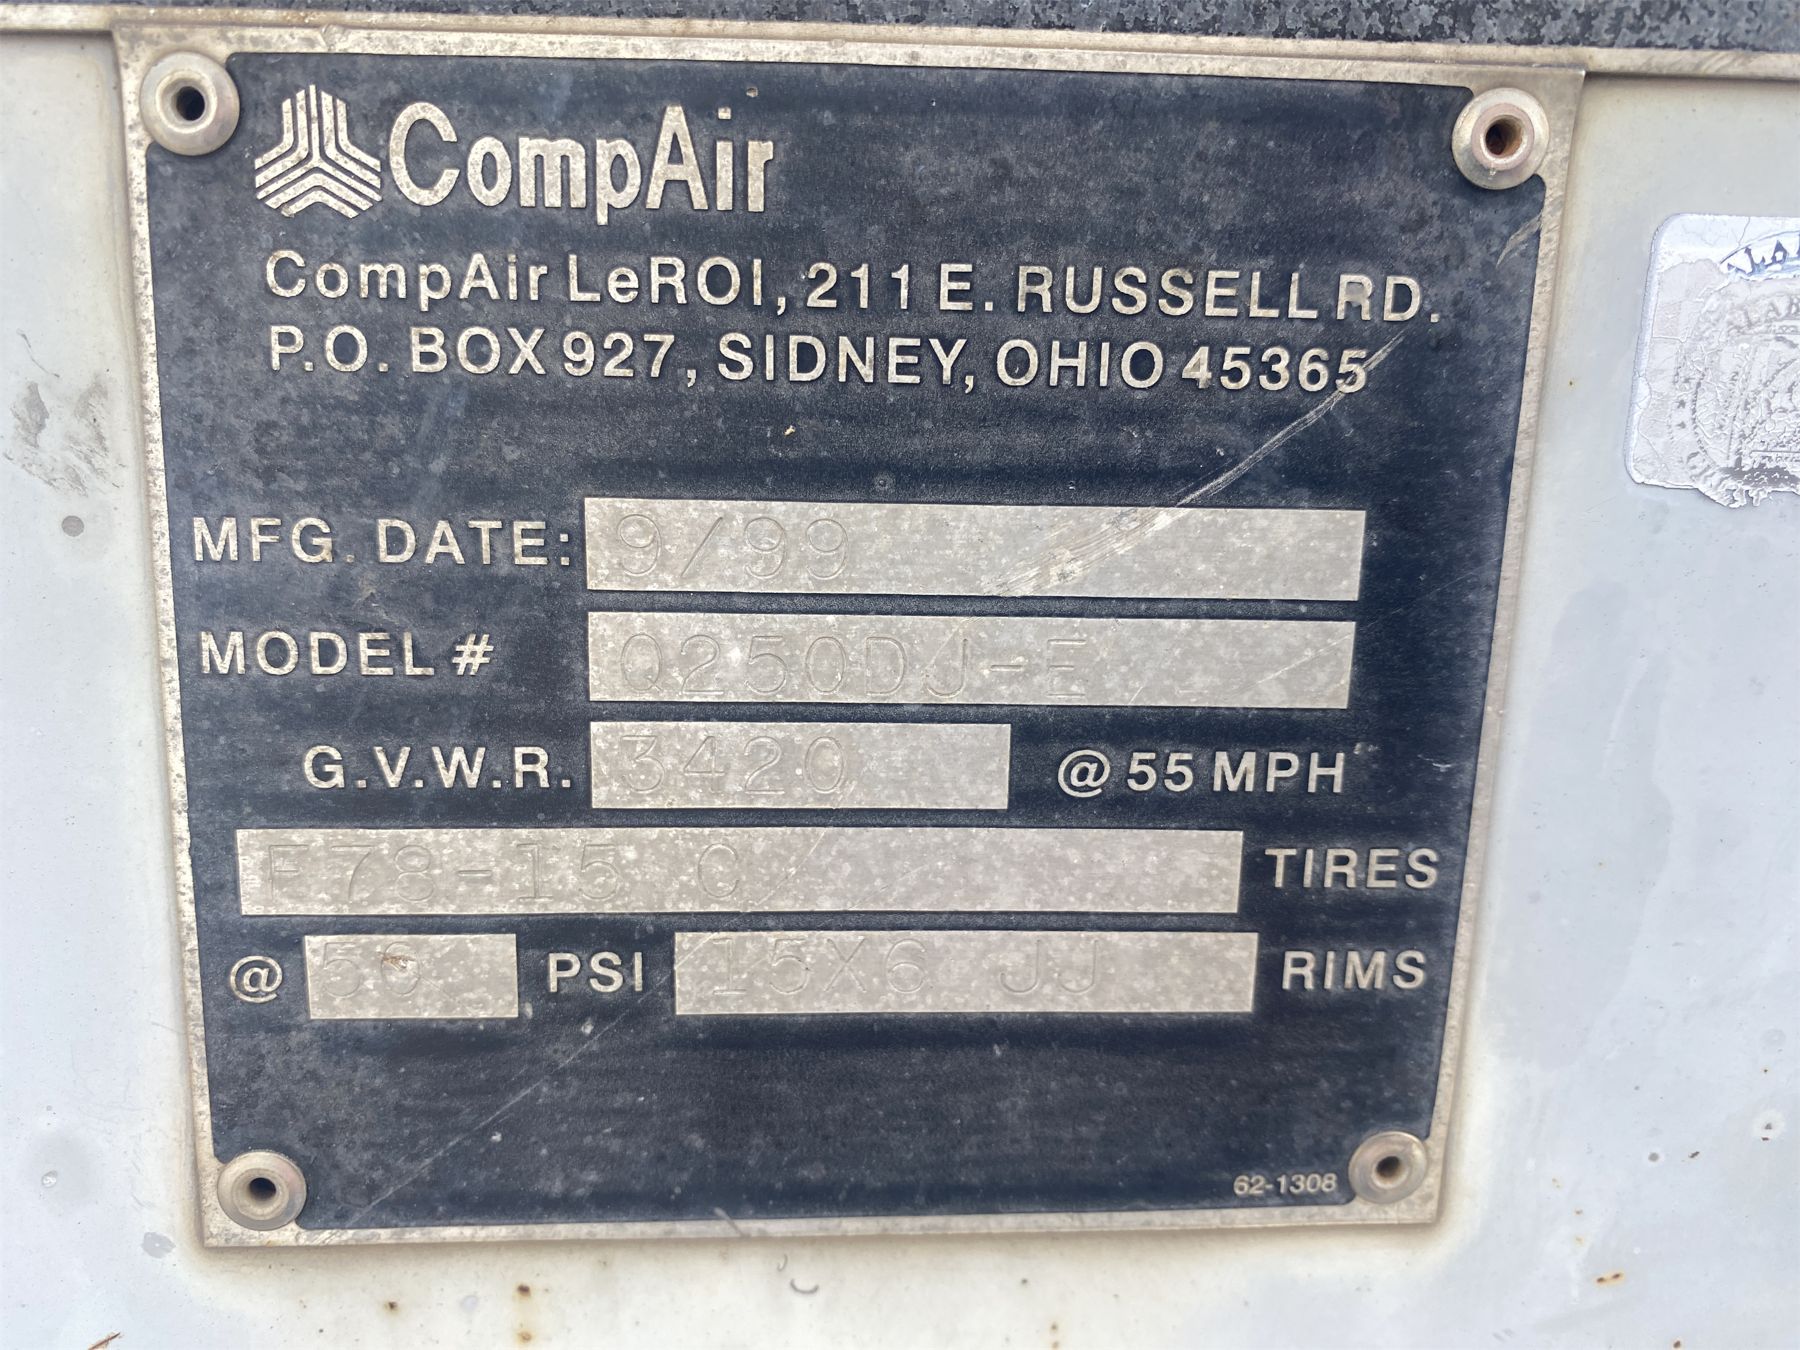 CompAir
CompAir LeROI, 211 E. RUSSELL RD.
P.O. BOX 927, SIDNEY, OHIO 45365
MFG. DATE: 9/99
MODEL # Q250DJ-E
G.V.W.R. 3420 @ 55 MPH
F78-15 C TIRES
@ 50 PSI 15X6 JJ RIMS
62-1308